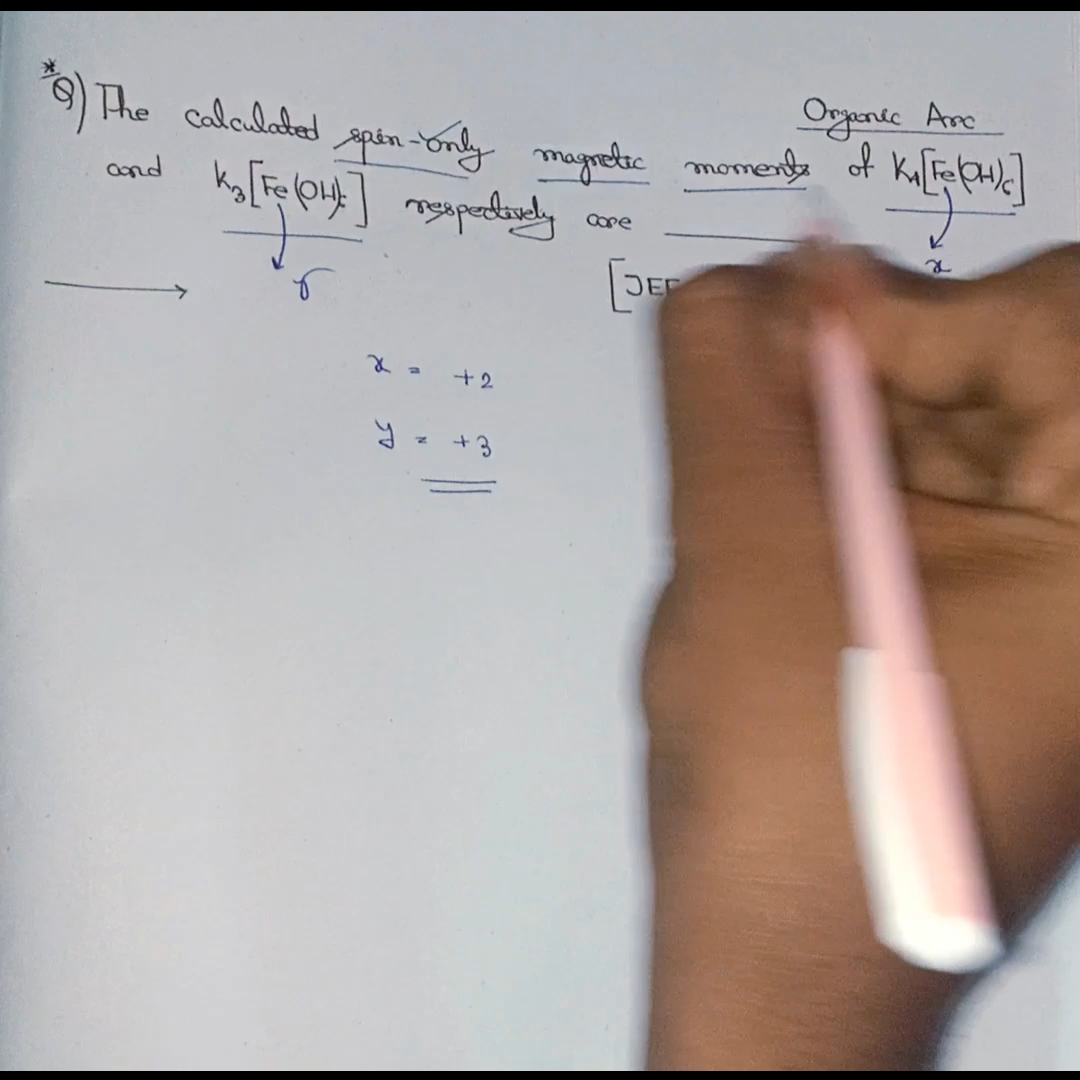 Organic Arc
*Q) The calculated spin-only magnetic moments of K4[Fe(OH)6]
and K3[Fe(OH)6] respectively are
x
γ
[JEE
x = +2
y = +3